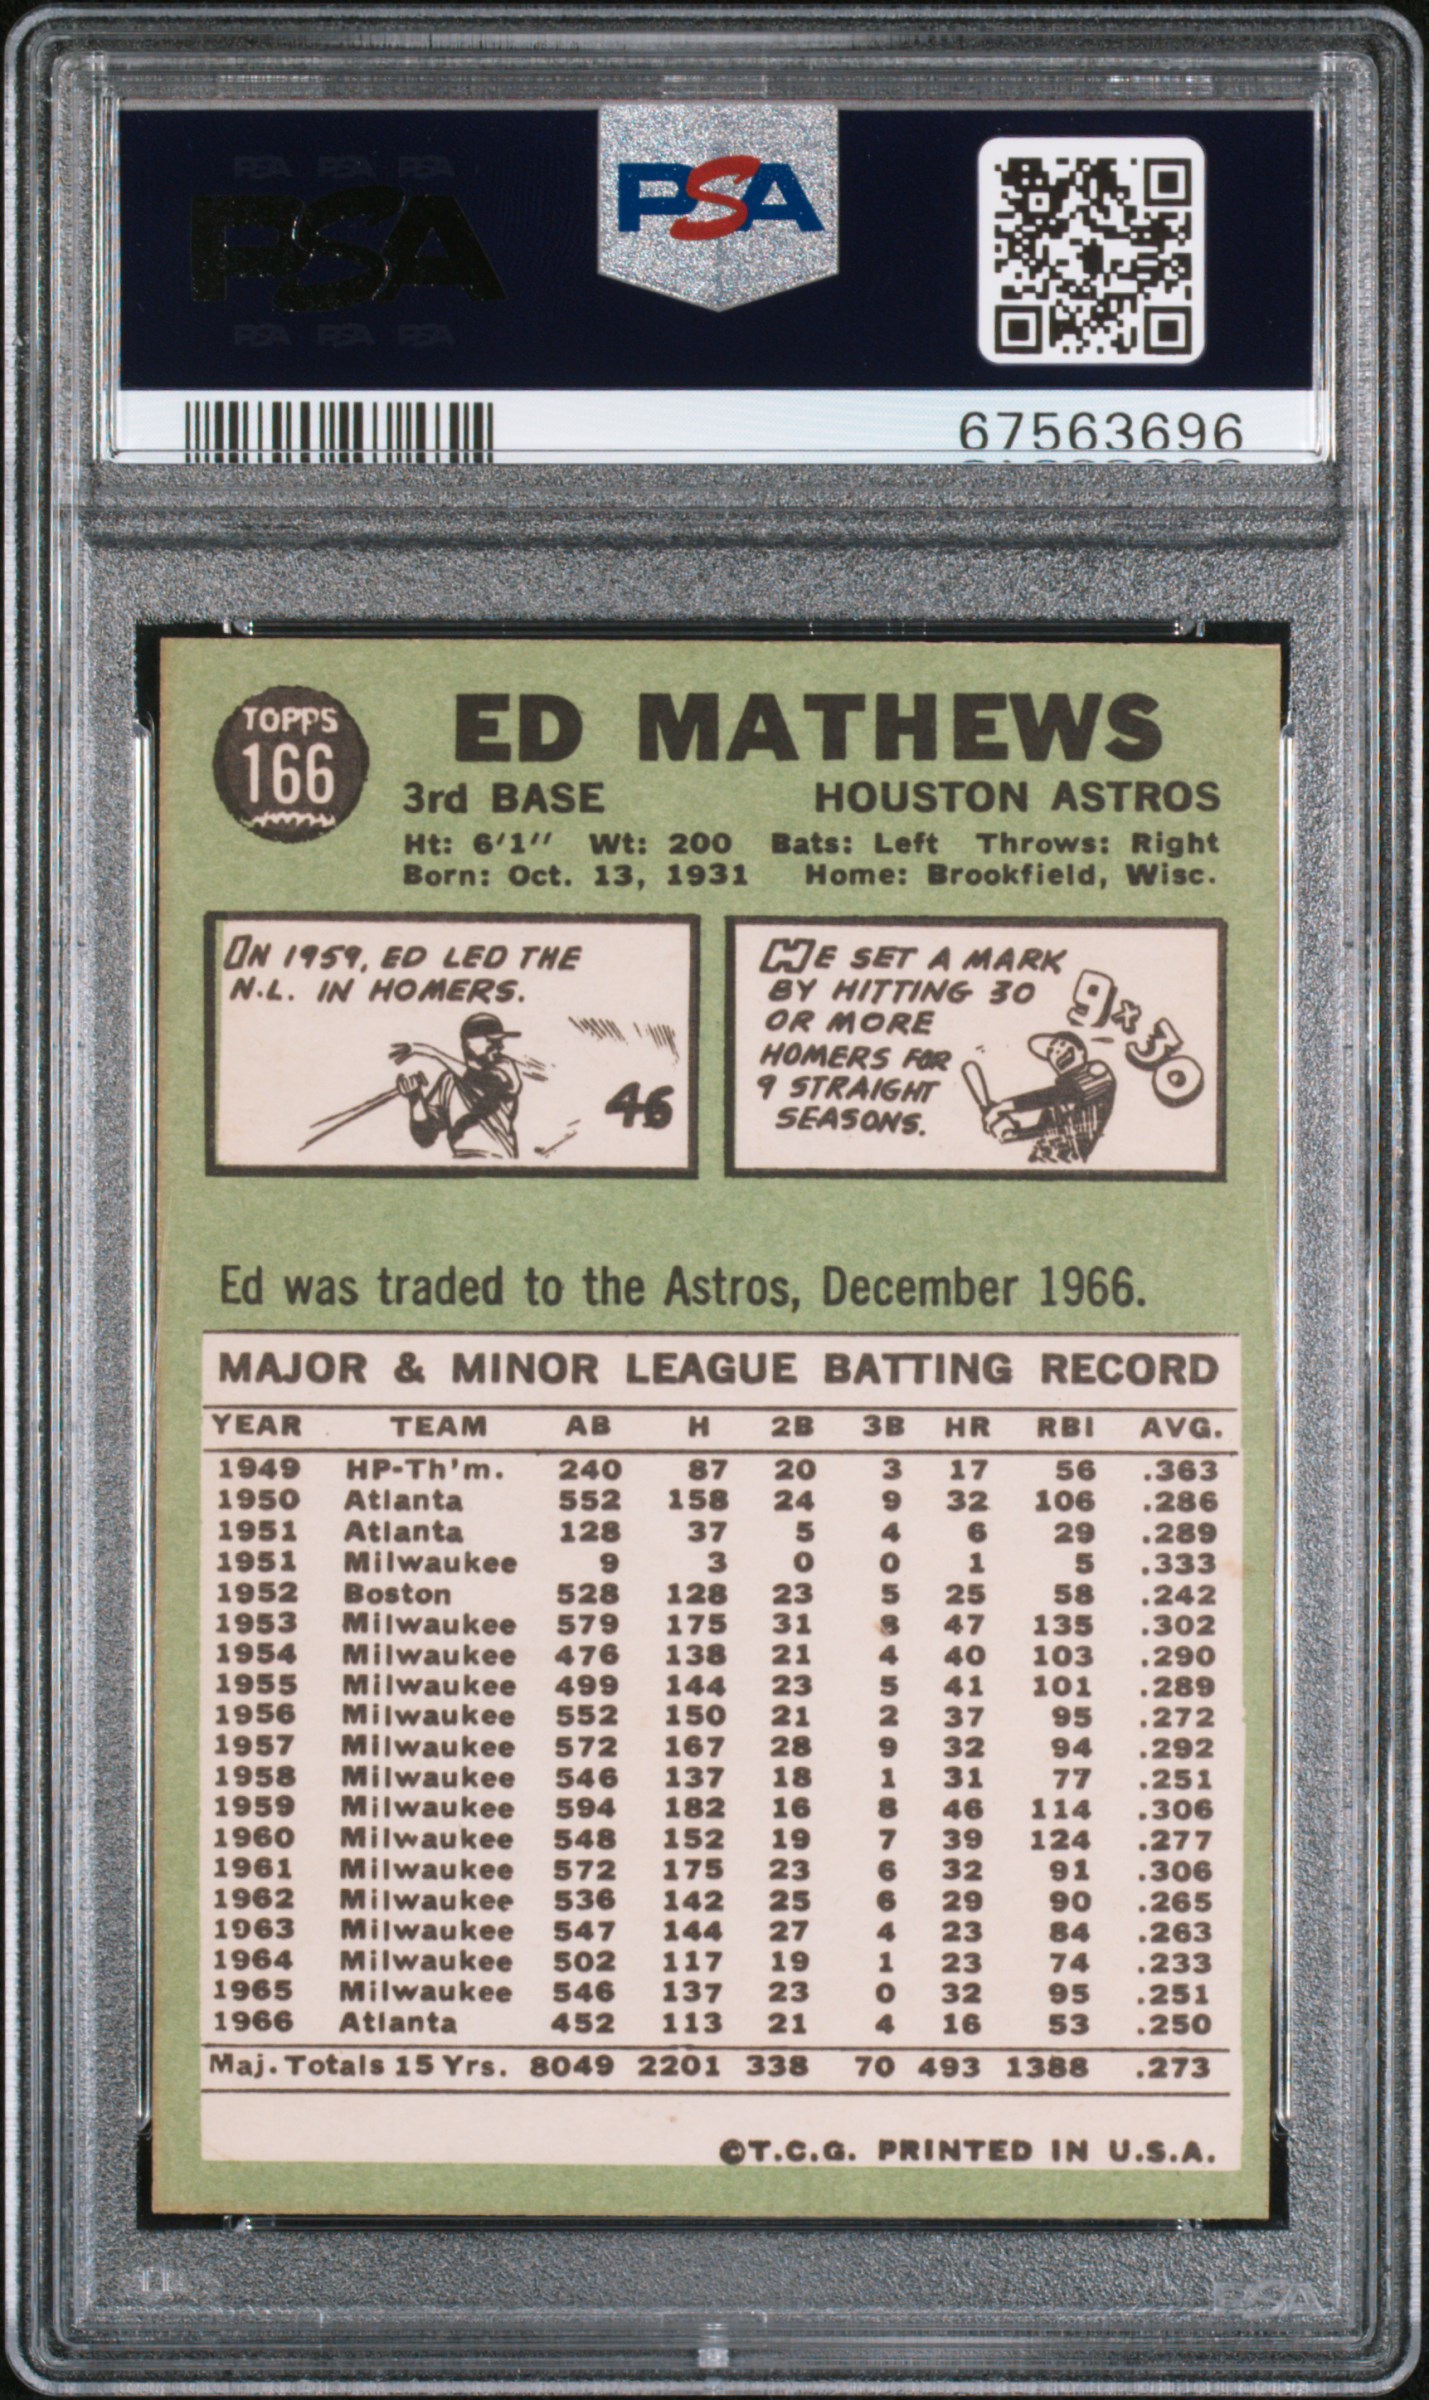 PSA PSA PSA
PSA
PSA PSA PSA
PSA
67563696
TOPPS
166
ED MATHEWS
3rd BASE HOUSTON ASTROS
Ht: 6'1" Wt: 200 Bats: Left Throws: Right
Born: Oct. 13, 1931 Home: Brookfield, Wisc.
IN 1959, ED LED THE
N.L. IN HOMERS.
46
HE SET A MARK
BY HITTING 30
OR MORE
HOMERS FOR
9 STRAIGHT
SEASONS.
9x30
Ed was traded to the Astros, December 1966.
MAJOR & MINOR LEAGUE BATTING RECORD
YEAR TEAM AB H 2B 3B HR RBI AVG.
1949 HP-Th'm. 240 87 20 3 17 56 .363
1950 Atlanta 552 158 24 9 32 106 .286
1951 Atlanta 128 37 5 4 6 29 .289
1951 Milwaukee 9 3 0 0 1 5 .333
1952 Boston 528 128 23 5 25 58 .242
1953 Milwaukee 579 175 31 8 47 135 .302
1954 Milwaukee 476 138 21 4 40 103 .290
1955 Milwaukee 499 144 23 5 41 101 .289
1956 Milwaukee 552 150 21 2 37 95 .272
1957 Milwaukee 572 167 28 9 32 94 .292
1958 Milwaukee 546 137 18 1 31 77 .251
1959 Milwaukee 594 182 16 8 46 114 .306
1960 Milwaukee 548 152 19 7 39 124 .277
1961 Milwaukee 572 175 23 6 32 91 .306
1962 Milwaukee 536 142 25 6 29 90 .265
1963 Milwaukee 547 144 27 4 23 84 .263
1964 Milwaukee 502 117 19 1 23 74 .233
1965 Milwaukee 546 137 23 0 32 95 .251
1966 Atlanta 452 113 21 4 16 53 .250
Maj. Totals 15 Yrs. 8049 2201 338 70 493 1388 .273
©T.C.G. PRINTED IN U.S.A.
PSA